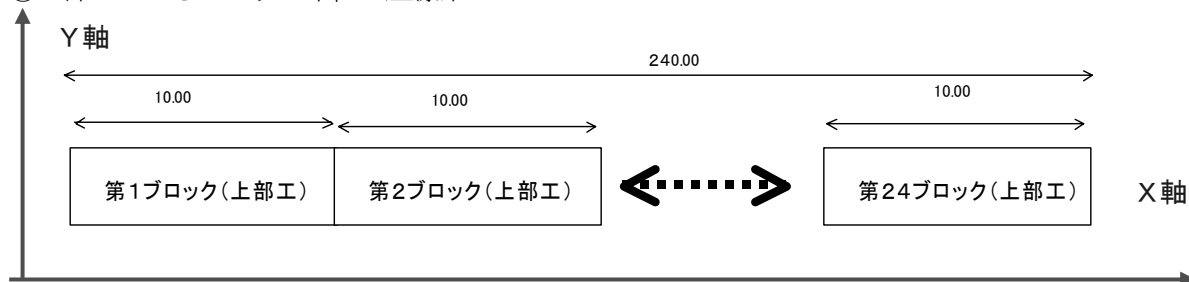 Y軸
240.00
10.00
10.00
10.00
第1ブロック(上部工)
第2ブロック(上部工)
第24ブロック(上部工)
X軸